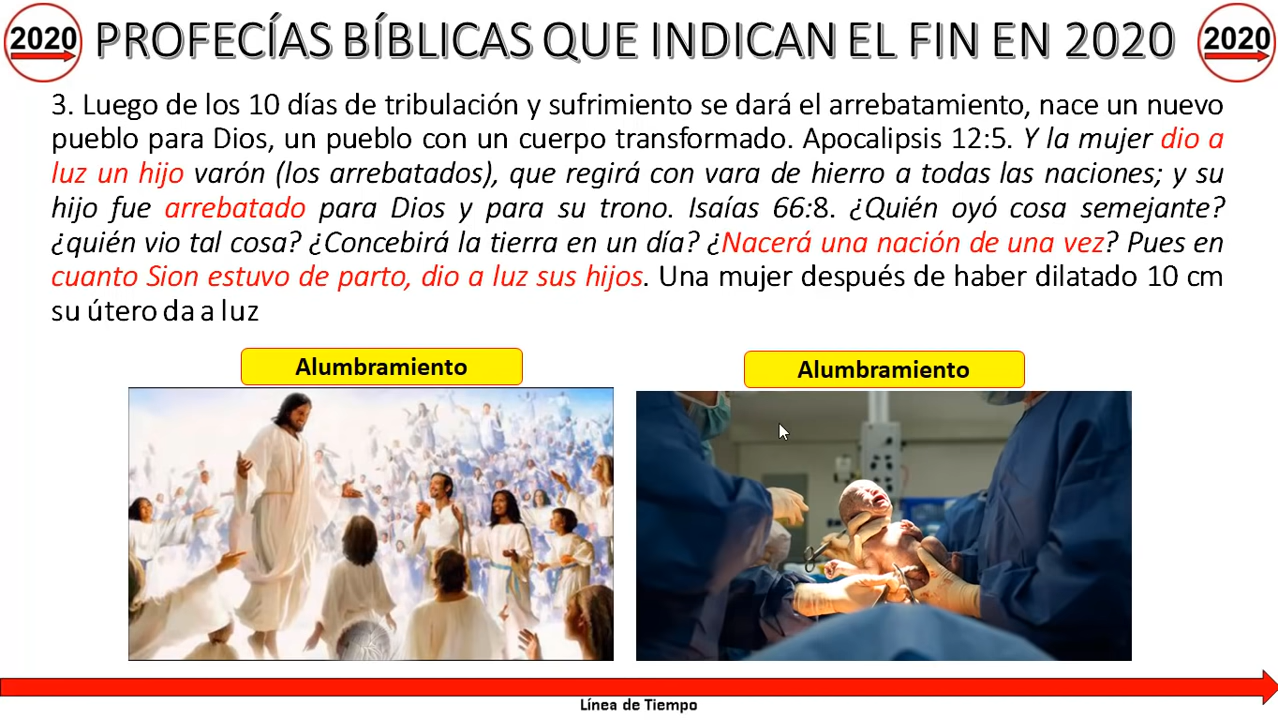 2020 PROFECÍAS BÍBLICAS QUE INDICAN EL FIN EN 2020 2020
3. Luego de los 10 días de tribulación y sufrimiento se dará el arrebatamiento, nace un nuevo
pueblo para Dios, un pueblo con un cuerpo transformado. Apocalipsis 12:5. Y la mujer dio a
luz un hijo varón (los arrebatados), que regirá con vara de hierro a todas las naciones; y su
hijo fue arrebatado para Dios y para su trono. Isaías 66:8. ¿Quién oyó cosa semejante?
¿quién vio tal cosa? ¿Concebirá la tierra en un día? ¿Nacerá una nación de una vez? Pues en
cuanto Sion estuvo de parto, dio a luz sus hijos. Una mujer después de haber dilatado 10 cm
su útero da a luz
Alumbramiento
Alumbramiento
Línea de Tiempo